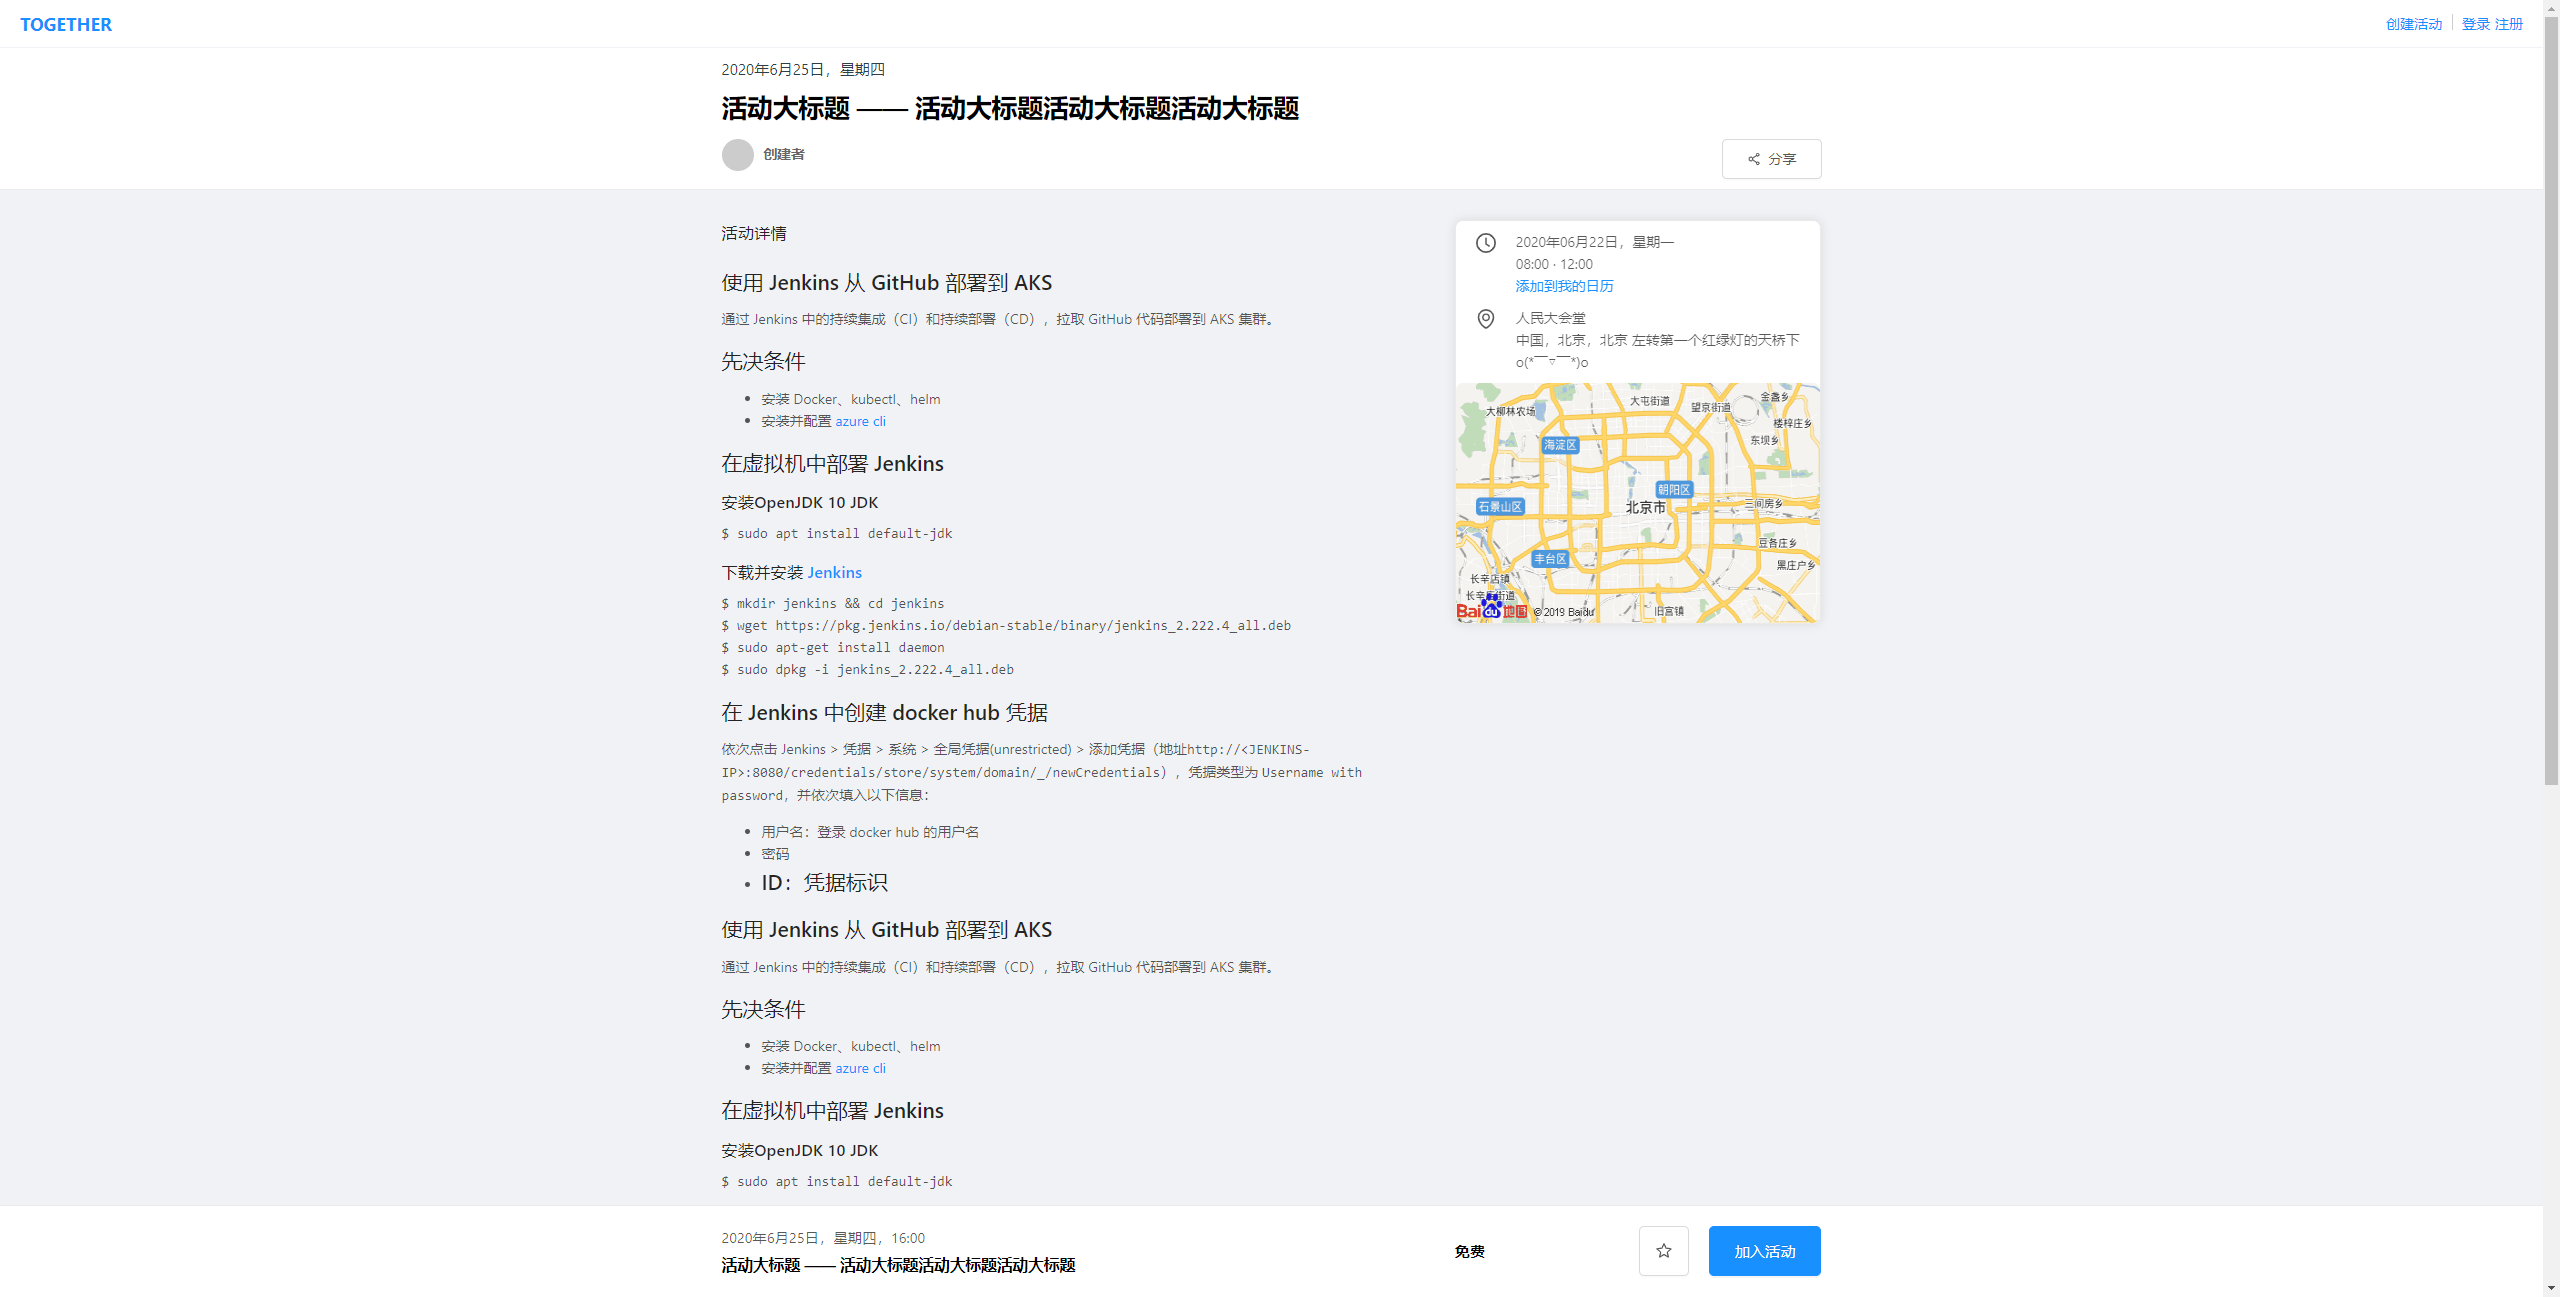 TOGETHER
创建活动 登录 注册
2020年6月25日，星期四
活动大标题 —— 活动大标题活动大标题活动大标题
创建者
分享
活动详情
使用 Jenkins 从 GitHub 部署到 AKS
通过 Jenkins 中的持续集成（CI）和持续部署（CD），拉取 GitHub 代码部署到 AKS 集群。
先决条件
安装 Docker、kubectl、helm
安装并配置 azure cli
在虚拟机中部署 Jenkins
安装OpenJDK 10 JDK
$ sudo apt install default-jdk
下载并安装 Jenkins
$ mkdir jenkins && cd jenkins
$ wget https://pkg.jenkins.io/debian-stable/binary/jenkins_2.222.4_all.deb
$ sudo apt-get install daemon
$ sudo dpkg -i jenkins_2.222.4_all.deb
在 Jenkins 中创建 docker hub 凭据
依次点击 Jenkins > 凭据 > 系统 > 全局凭据(unrestricted) > 添加凭据（地址http://<JENKINS-
IP>:8080/credentials/store/system/domain/_/newCredentials），凭据类型为 Username with
password，并依次填入以下信息：
用户名：登录 docker hub 的用户名
密码
ID：凭据标识
使用 Jenkins 从 GitHub 部署到 AKS
通过 Jenkins 中的持续集成（CI）和持续部署（CD），拉取 GitHub 代码部署到 AKS 集群。
先决条件
安装 Docker、kubectl、helm
安装并配置 azure cli
在虚拟机中部署 Jenkins
安装OpenJDK 10 JDK
$ sudo apt install default-jdk
2020年06月22日，星期一
08:00 · 12:00
添加到我的日历
人民大会堂
中国，北京，北京 左转第一个红绿灯的天桥下
o(*￣▽￣*)o
金盏乡
大屯街道
望京街道
大柳林农场
楼梓庄乡
东坝乡
海淀区
朝阳区
三间房乡
石景山区
北京市
豆各庄乡
丰台区
黑庄户乡
长辛店镇
长辛店街道
Bai du 地图 © 2019 Baidu
旧宫镇
2020年6月25日，星期四，16:00
活动大标题 —— 活动大标题活动大标题活动大标题
免费
加入活动